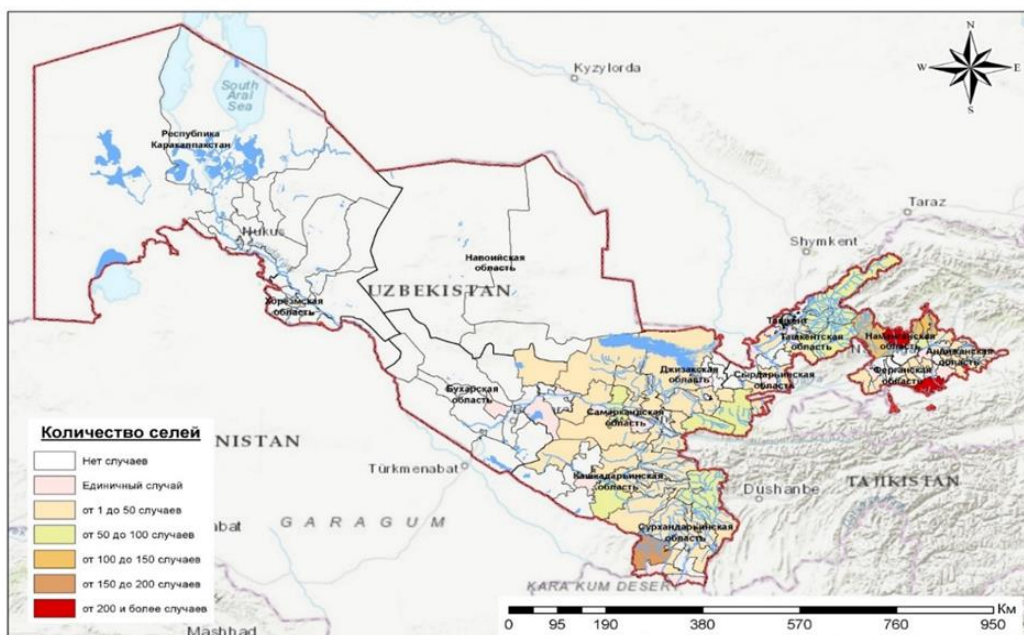 N
W
E
S
Kyzylorda
South
Aral
Sea
Республика
Каракалпакстан
Taraz
Nukus
Shymkent
Навоийская
область
UZBEKISTAN
Хорезмская
область
Ташкент
Ташкентская
область
Наманганская
область
Андижанская
область
Ферганская
область
Джизакская
область
Сырдарьинская
область
Бухарская
область
Самаркандская
область
Türkmenabat
Кашкадарьинская
область
Dushanbe
TAJIKISTAN
Сурхандарьинская
область
NISTAN
abat
GARAGUM
KARA KUM DESERT
Mashhad
Количество селей
Нет случаев
Единичный случай
от 1 до 50 случаев
от 50 до 100 случаев
от 100 до 150 случаев
от 150 до 200 случаев
от 200 и более случаев
Км
0 95 190 380 570 760 950